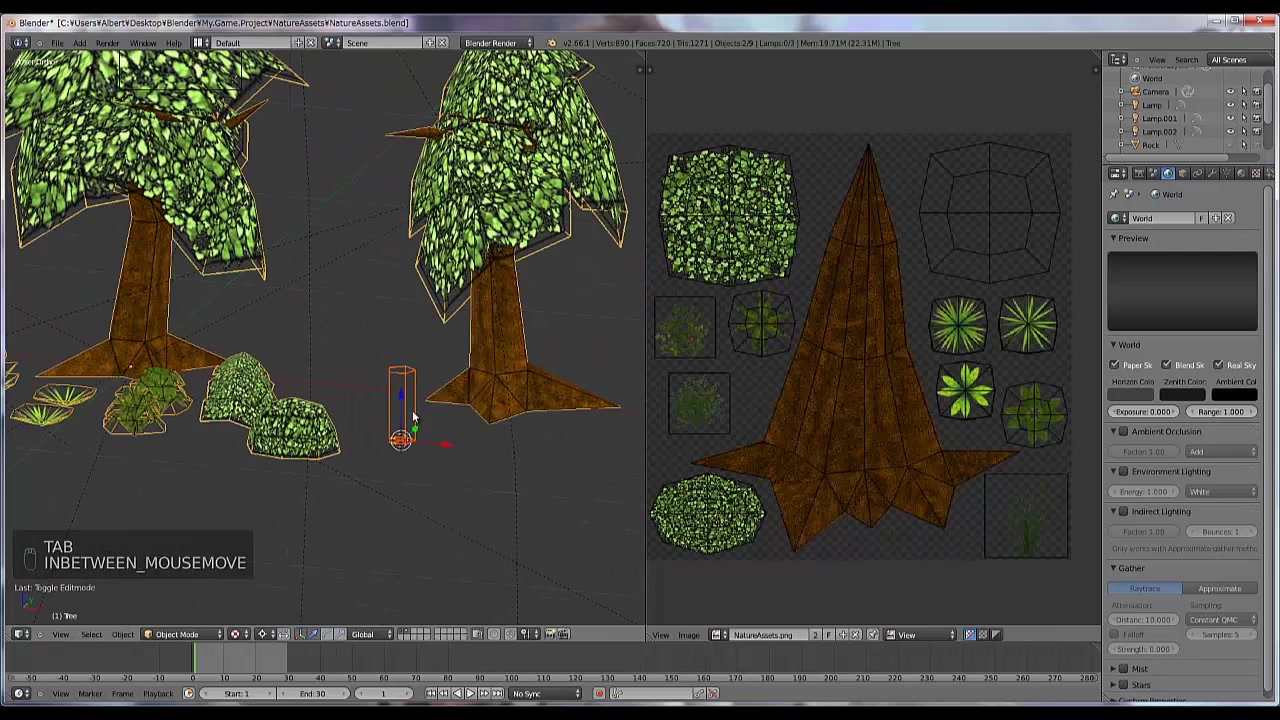 Blender* [C:¥Users¥Albert¥Desktop¥Blender¥My.Game.Project¥NatureAssets¥NatureAssets.blend]
File Add Render Window Help Default Scene Blender Render v2.66.1 | Verts:890 | Faces:720 | Tris:1271 | Objects:2/9 | Lamps:0/3 | Mem:19.71M (22.31M) | Tree
View Search All Scenes
World
Camera
Lamp
Lamp.001
Lamp.002
Rock
World
World F
Preview
World
Paper Sk Blend Sk Real Sky
Horizon Colo Zenith Color: Ambient Col
Exposure: 0.000 Range: 1.000
Ambient Occlusion
Factor: 1.00 Add
Environment Lighting
Energy: 1.000 White
Indirect Lighting
Factor: 1.00 Bounces: 1
Only works with Approximate gather metho
Gather
Raytrace Approximate
Attenuation: Sampling:
Distanc: 10.000 Constant QMC
Falloff Samples: 5
Strength: 0.000
Mist
Stars
TAB
INBETWEEN_MOUSEMOVE
Last: Toggle Editmode
(1) Tree
View Select Object Object Mode Global View Image NatureAssets.png 2 F View
-50 -40 -30 -20 -10 0 10 20 30 40 50 60 70 80 90 100 110 120 130 140 150 160 170 180 190 200 210 220 230 240 250 260 270 280
View Marker Frame Playback Start: 1 End: 30 1 No Sync